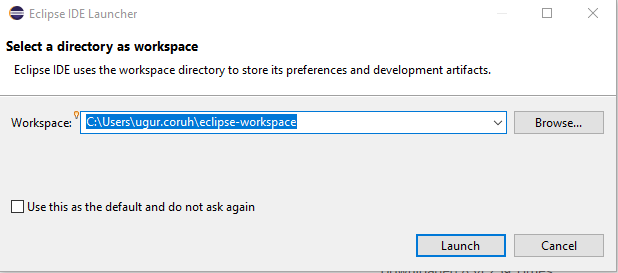 Eclipse IDE Launcher
Select a directory as workspace
Eclipse IDE uses the workspace directory to store its preferences and development artifacts.
Workspace: C:\Users\ugur.coruh\eclipse-workspace Browse...
Use this as the default and do not ask again
Launch Cancel